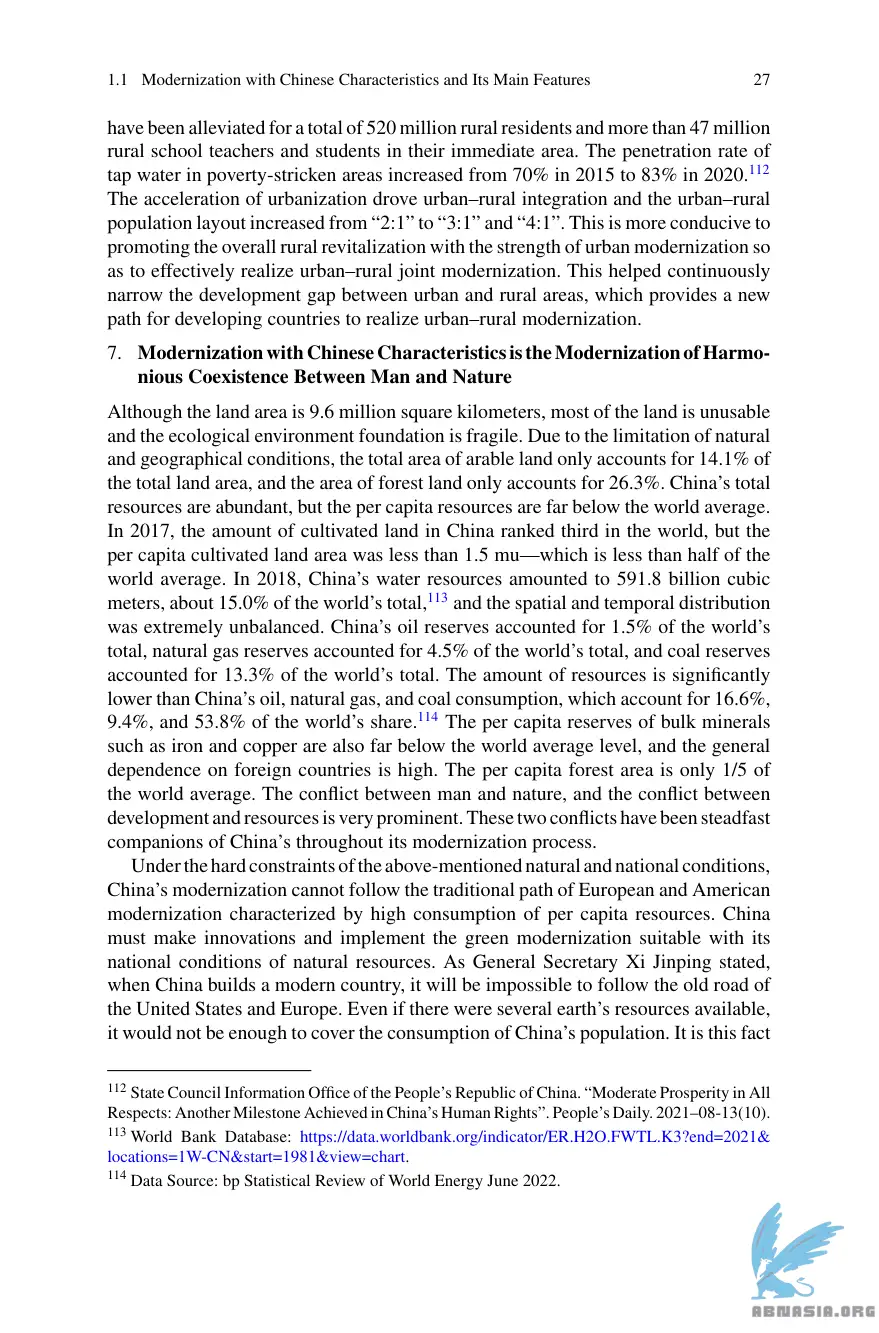 1.1 Modernization with Chinese Characteristics and Its Main Features 27
have been alleviated for a total of 520 million rural residents and more than 47 million
rural school teachers and students in their immediate area. The penetration rate of
tap water in poverty-stricken areas increased from 70% in 2015 to 83% in 2020.112
The acceleration of urbanization drove urban–rural integration and the urban–rural
population layout increased from “2:1” to “3:1” and “4:1”. This is more conducive to
promoting the overall rural revitalization with the strength of urban modernization so
as to effectively realize urban–rural joint modernization. This helped continuously
narrow the development gap between urban and rural areas, which provides a new
path for developing countries to realize urban–rural modernization.
7. Modernization with Chinese Characteristics is the Modernization of Harmo-
nious Coexistence Between Man and Nature
Although the land area is 9.6 million square kilometers, most of the land is unusable
and the ecological environment foundation is fragile. Due to the limitation of natural
and geographical conditions, the total area of arable land only accounts for 14.1% of
the total land area, and the area of forest land only accounts for 26.3%. China’s total
resources are abundant, but the per capita resources are far below the world average.
In 2017, the amount of cultivated land in China ranked third in the world, but the
per capita cultivated land area was less than 1.5 mu—which is less than half of the
world average. In 2018, China’s water resources amounted to 591.8 billion cubic
meters, about 15.0% of the world’s total,113 and the spatial and temporal distribution
was extremely unbalanced. China’s oil reserves accounted for 1.5% of the world’s
total, natural gas reserves accounted for 4.5% of the world’s total, and coal reserves
accounted for 13.3% of the world’s total. The amount of resources is significantly
lower than China’s oil, natural gas, and coal consumption, which account for 16.6%,
9.4%, and 53.8% of the world’s share.114 The per capita reserves of bulk minerals
such as iron and copper are also far below the world average level, and the general
dependence on foreign countries is high. The per capita forest area is only 1/5 of
the world average. The conflict between man and nature, and the conflict between
development and resources is very prominent. These two conflicts have been steadfast
companions of China’s throughout its modernization process.
Under the hard constraints of the above-mentioned natural and national conditions,
China’s modernization cannot follow the traditional path of European and American
modernization characterized by high consumption of per capita resources. China
must make innovations and implement the green modernization suitable with its
national conditions of natural resources. As General Secretary Xi Jinping stated,
when China builds a modern country, it will be impossible to follow the old road of
the United States and Europe. Even if there were several earth’s resources available,
it would not be enough to cover the consumption of China’s population. It is this fact
112 State Council Information Office of the People’s Republic of China. “Moderate Prosperity in All
Respects: Another Milestone Achieved in China’s Human Rights”. People’s Daily. 2021–08-13(10).
113 World Bank Database: https://data.worldbank.org/indicator/ER.H2O.FWTL.K3?end=2021&
locations=1W-CN&start=1981&view=chart.
114 Data Source: bp Statistical Review of World Energy June 2022.
ABNASIA.ORG